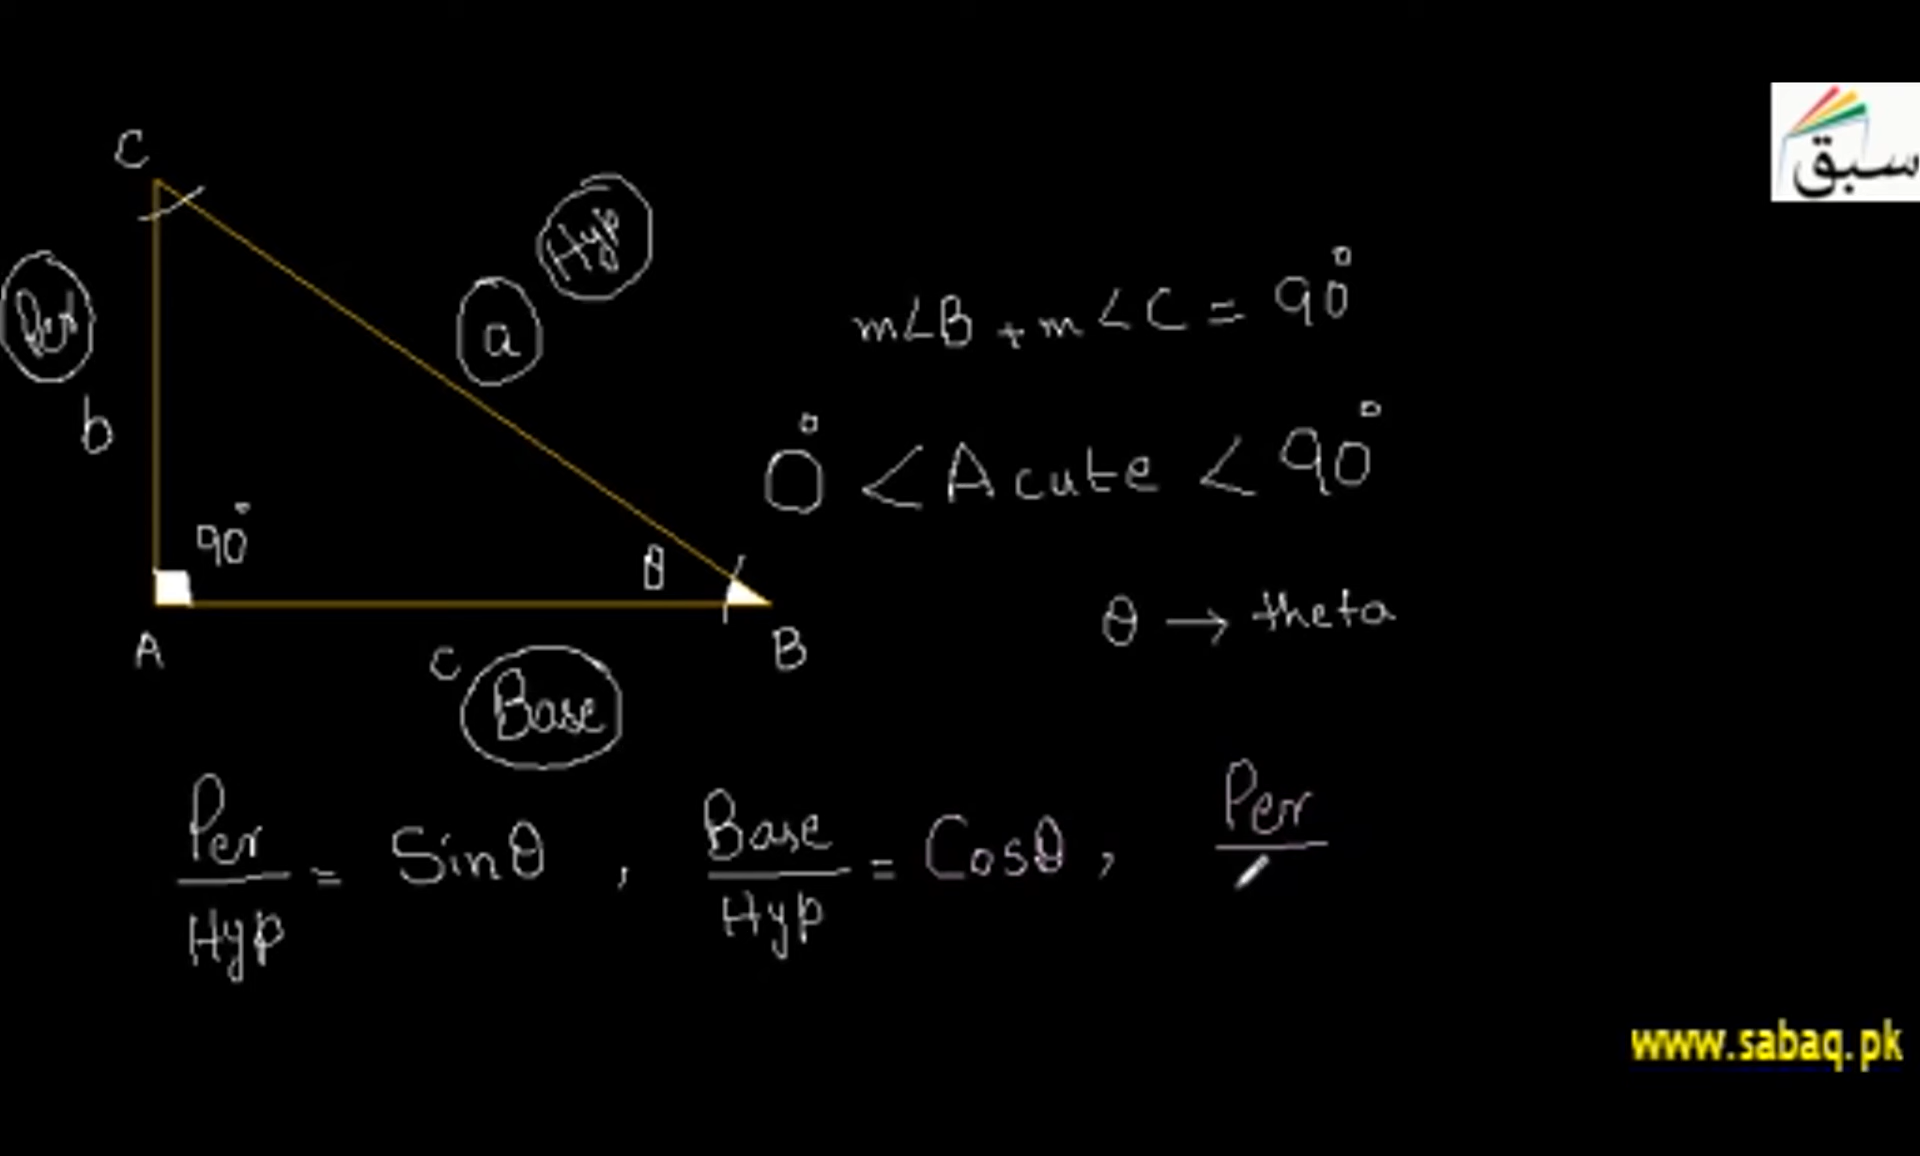 C
سبق
Hyp
Per
a
m∠B + m∠C = 90°
b
0° < Acute < 90°
90°
θ
θ → theta
A
c
B
Base
Per/Hyp = Sinθ , Base/Hyp = Cosθ , Per/
www.sabaq.pk